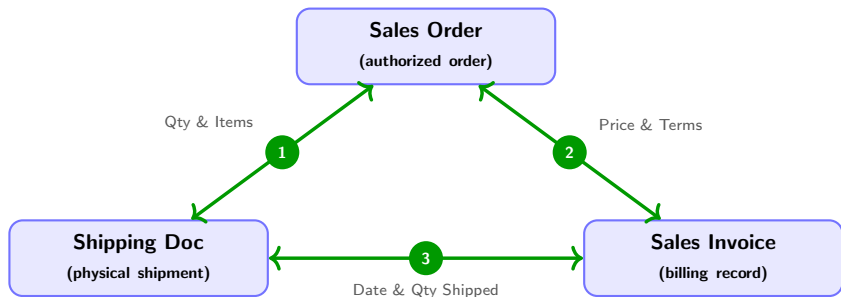 Sales Order
(authorized order)
Qty & Items
Price & Terms
1
2
Shipping Doc
(physical shipment)
3
Sales Invoice
(billing record)
Date & Qty Shipped